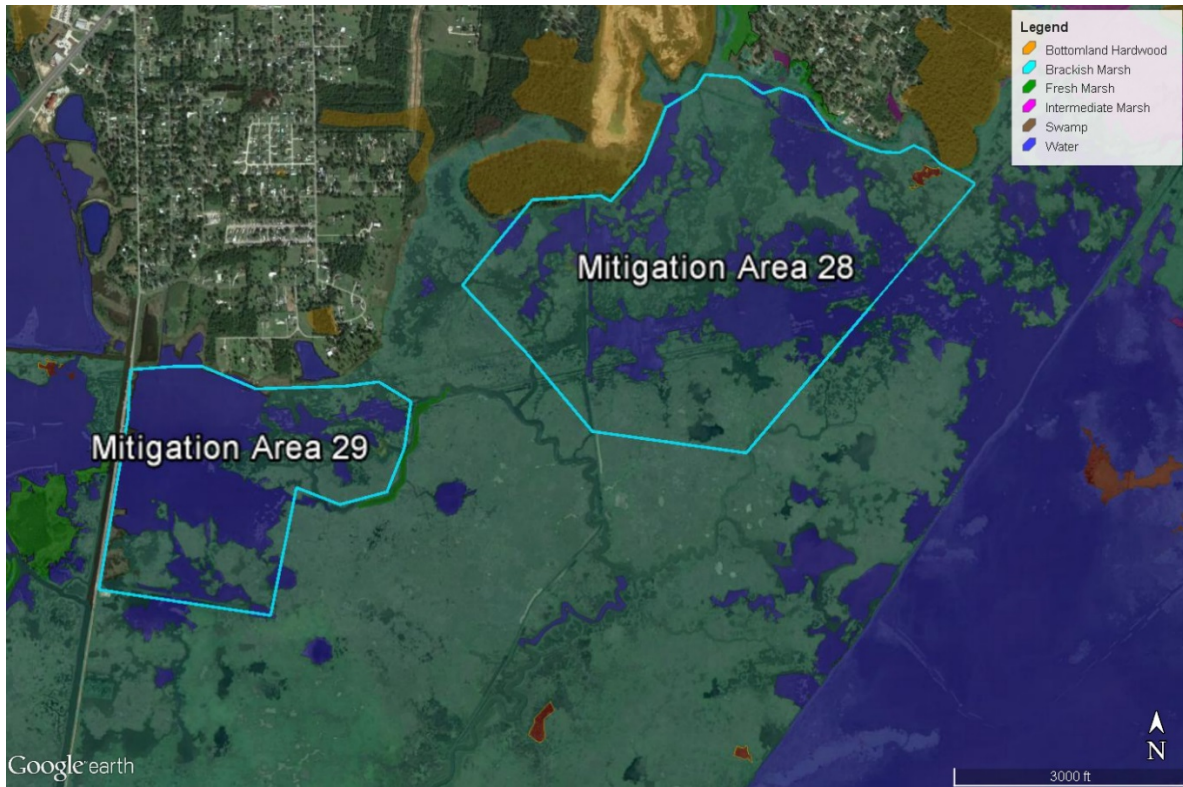 Legend
Bottomland Hardwood
Brackish Marsh
Fresh Marsh
Intermediate Marsh
Swamp
Water
Mitigation Area 28
Mitigation Area 29
N
Google earth
3000 ft